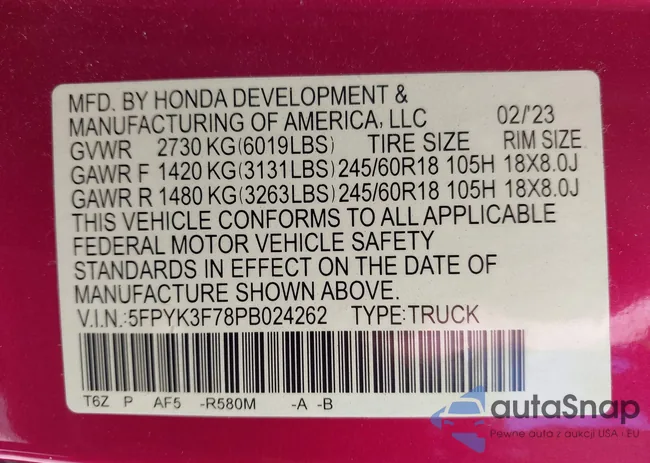 MFD. BY HONDA DEVELOPMENT &
MANUFACTURING OF AMERICA, LLC 02/'23
GVWR 2730 KG(6019LBS) TIRE SIZE RIM SIZE
GAWR F 1420 KG(3131LBS) 245/60R18 105H 18X8.0J
GAWR R 1480 KG(3263LBS) 245/60R18 105H 18X8.0J
THIS VEHICLE CONFORMS TO ALL APPLICABLE
FEDERAL MOTOR VEHICLE SAFETY
STANDARDS IN EFFECT ON THE DATE OF
MANUFACTURE SHOWN ABOVE.
V.I.N.:5FPYK3F78PB024262 TYPE:TRUCK
T6Z P AF5 -R580M -A -B
autaSnap
Pewne auta z aukcji USA i EU